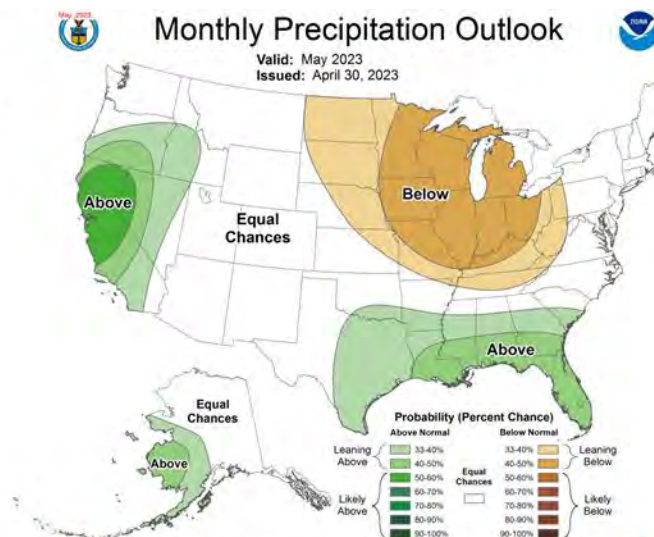 May 2023
Monthly Precipitation Outlook
NOAA
Valid: May 2023
Issued: April 30, 2023
Above
Below
Equal
Chances
Above
Equal
Chances
Above
Probability (Percent Chance)
Above Normal
Below Normal
Leaning
Above
33-40%
40-50%
Likely
Above
50-60%
60-70%
70-80%
80-90%
90-100%
Equal
Chances
33-40%
40-50%
Leaning
Below
50-60%
60-70%
70-80%
80-90%
90-100%
Likely
Below